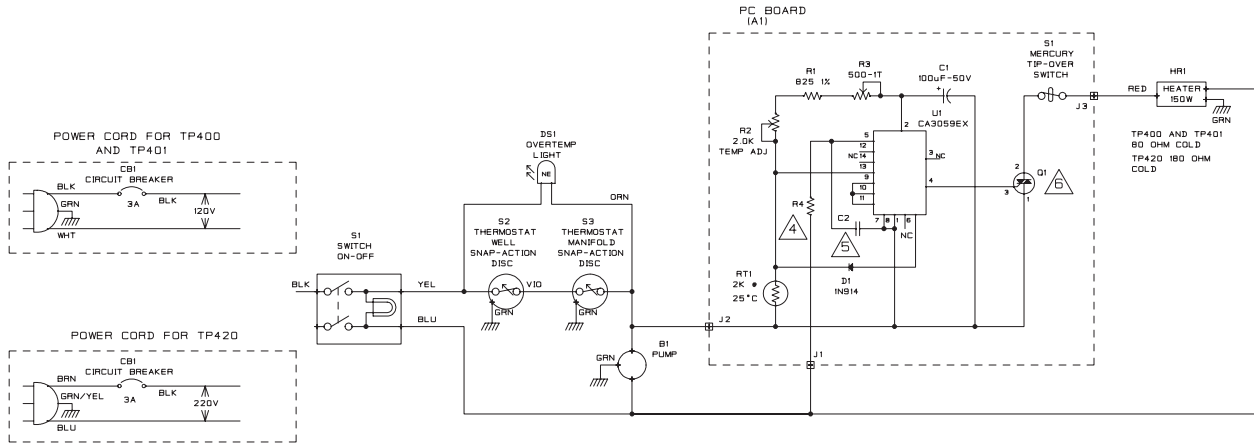 PC BOARD
(A1)
S1
MERCURY
TIP-OVER
SWITCH
R1
825 1%
R3
500-1T
C1
+
100uF-50V
U1
CA3059EX
R2
2.0K
TEMP ADJ
5
12
NC 14
13
9
10
11
2
3 NC
4
7 8 1 6
NC
R4
4
C2
5
D1
1N914
RT1
2K @
25°C
2
Q1
3
1
6
J3
J2
J1
RED
HR1
HEATER
150W
GRN
TP400 AND TP401
80 OHM COLD
TP420 180 OHM
COLD
POWER CORD FOR TP400
AND TP401
CB1
CIRCUIT BREAKER
BLK
GRN
3A
BLK
120V
WHT
DS1
OVERTEMP
LIGHT
NE
ORN
S1
SWITCH
ON-OFF
BLK
YEL
BLU
S2
THERMOSTAT
WELL
SNAP-ACTION
DISC
VIO
GRN
S3
THERMOSTAT
MANIFOLD
SNAP-ACTION
DISC
GRN
B1
PUMP
GRN
POWER CORD FOR TP420
CB1
CIRCUIT BREAKER
BRN
GRN/YEL
3A
BLK
220V
BLU